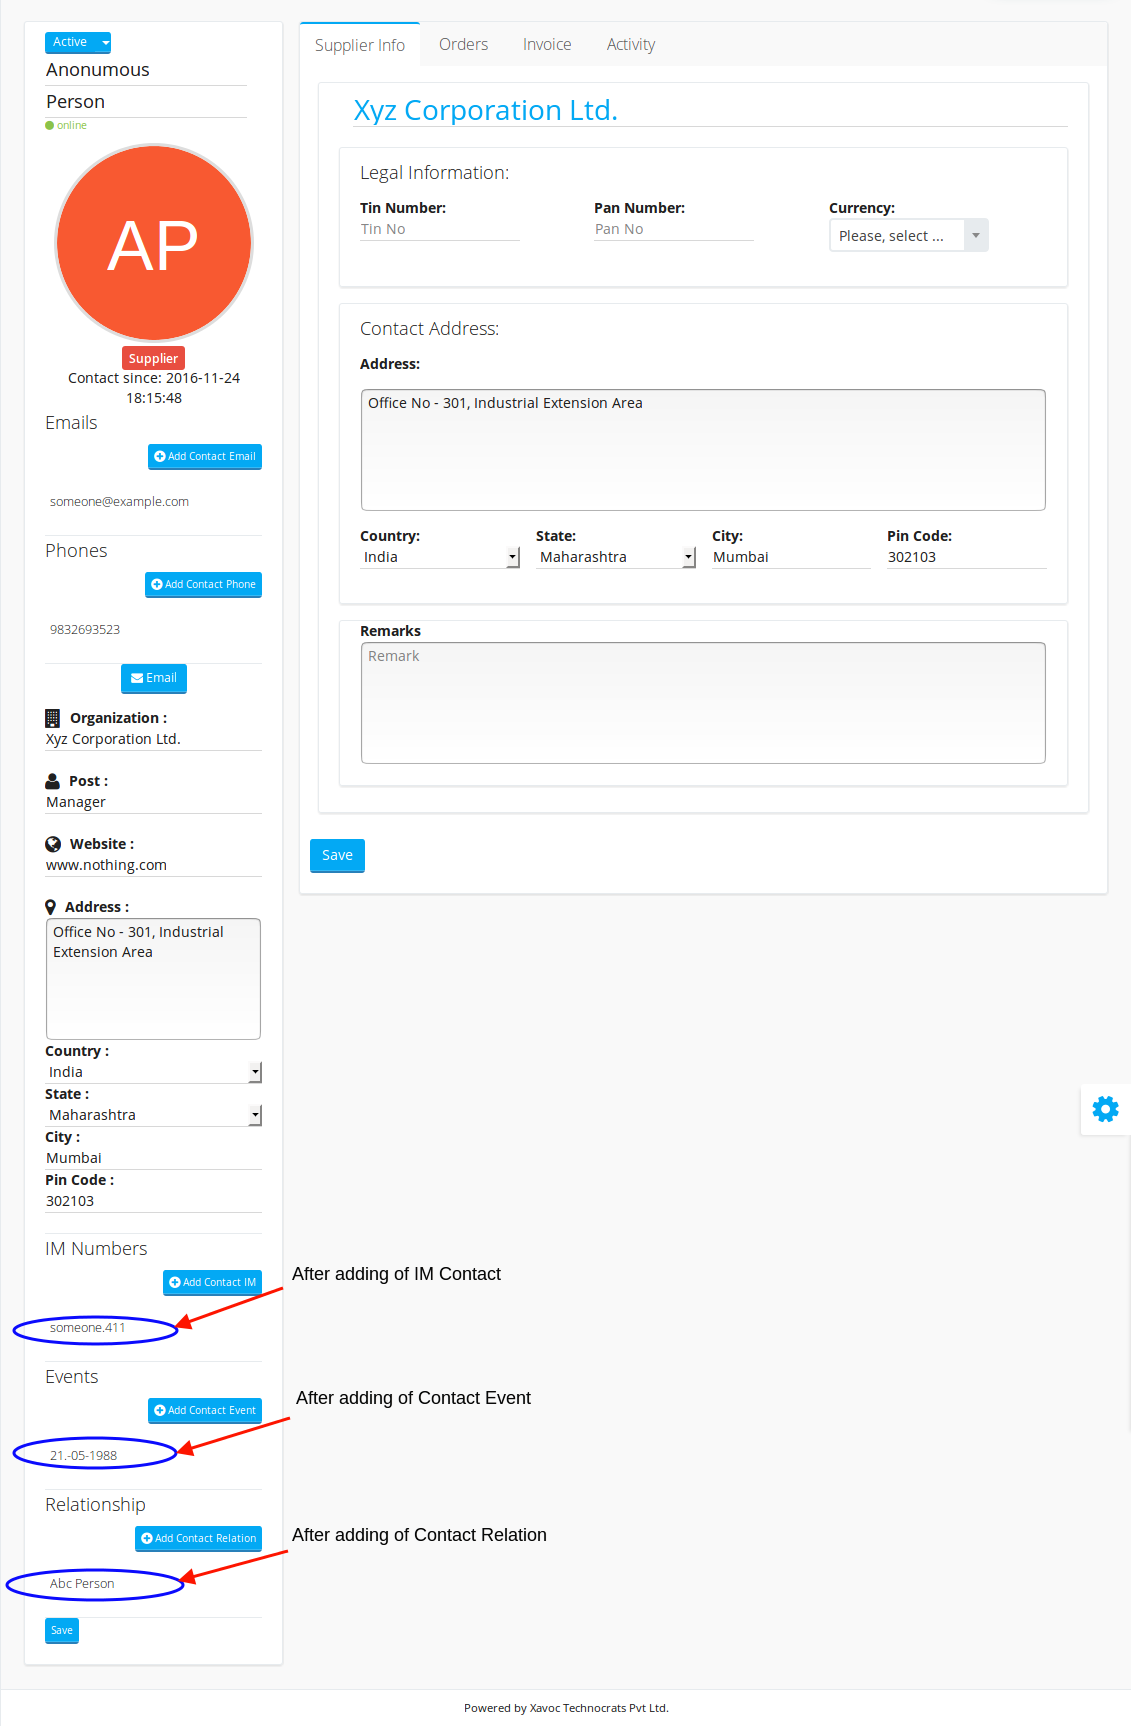 Active
Anonumous
Person
online
AP
Supplier
Contact since: 2016-11-24
18:15:48
Emails
Add Contact Email
someone@example.com
Phones
Add Contact Phone
9832693523
Email
Organization :
Xyz Corporation Ltd.
Post :
Manager
Website :
www.nothing.com
Address :
Office No - 301, Industrial
Extension Area
Country :
India
State :
Maharashtra
City :
Mumbai
Pin Code :
302103
IM Numbers
Add Contact IM
After adding of IM Contact
someone.411
Events
Add Contact Event
After adding of Contact Event
21.-05-1988
Relationship
Add Contact Relation
After adding of Contact Relation
Abc Person
Save
Supplier Info Orders Invoice Activity
Xyz Corporation Ltd.
Legal Information:
Tin Number: Pan Number: Currency:
Tin No Pan No Please, select ...
Contact Address:
Address:
Office No - 301, Industrial Extension Area
Country: State: City: Pin Code:
India Maharashtra Mumbai 302103
Remarks
Remark
Save
Powered by Xavoc Technocrats Pvt Ltd.